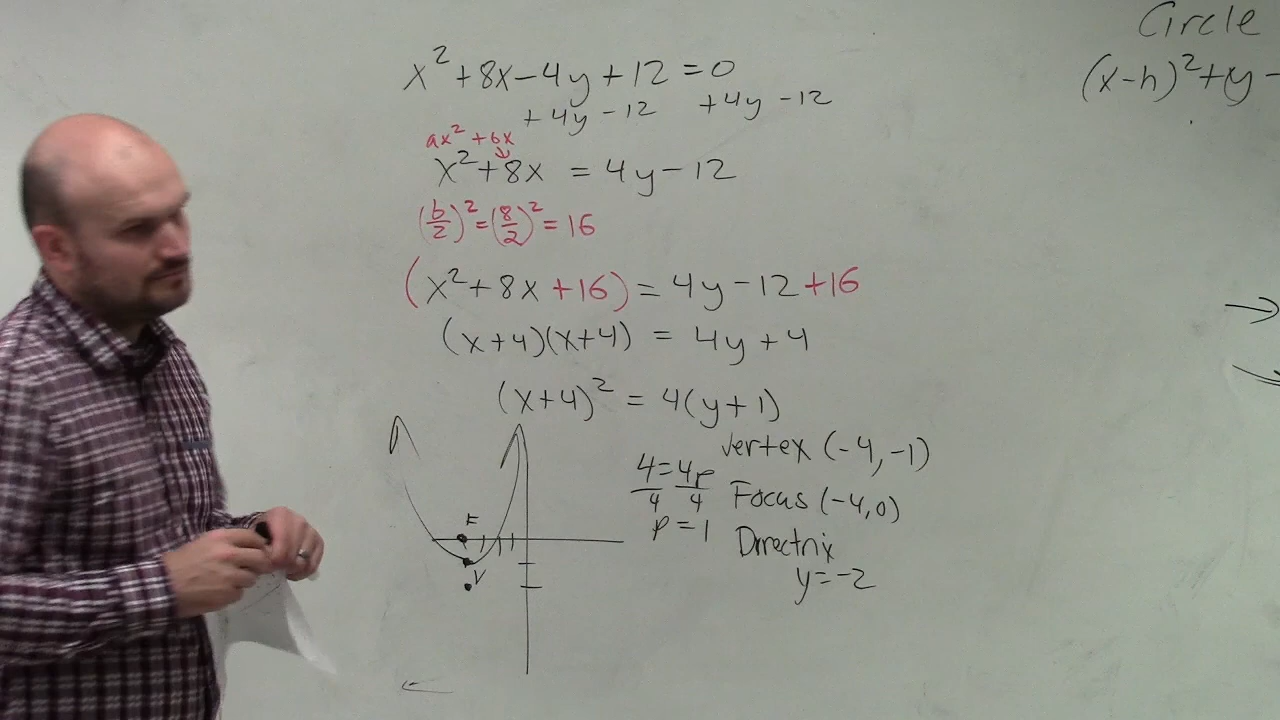 Circle
(x-h)²+(y-
x²+8x-4y+12=0
+4y-12 +4y-12
ax²+bx
x²+8x = 4y-12
(b/2)²=(8/2)²=16
(x²+8x+16)=4y-12+16
(x+4)(x+4) = 4y+4
(x+4)²=4(y+1)
Vertex (-4,-1)
4=4p
4 4
p=1
Focus (-4,0)
Directrix
y=-2
F
V